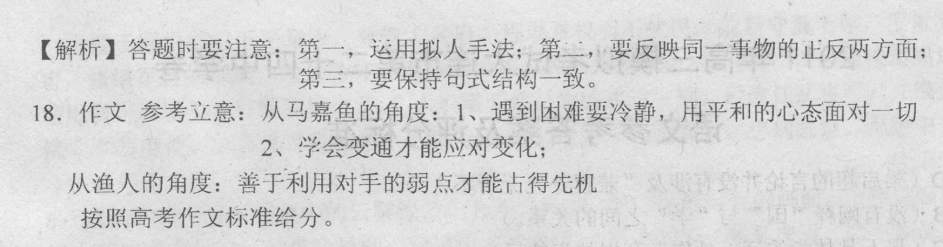 【解析】答题时要注意：第一，运用拟人手法；第二，要反映同一事物的正反两方面；
第三，要保持句式结构一致。
18．作文 参考立意：从马嘉鱼的角度：1、遇到困难要冷静，用平和的心态面对一切
2、学会变通才能应对变化；
从渔人的角度：善于利用对手的弱点才能占得先机
按照高考作文标准给分。